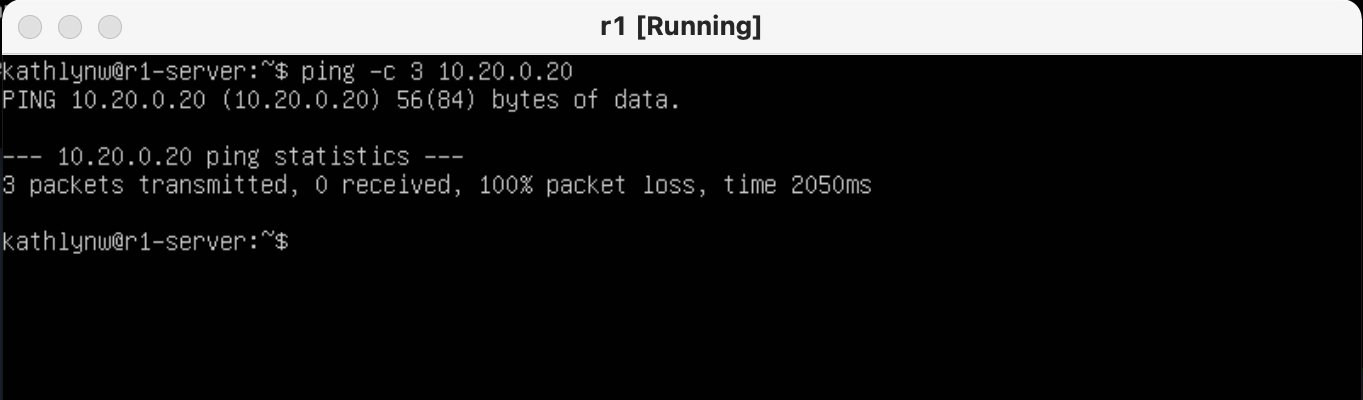 r1 [Running]
kathlynw@r1-server:~$ ping -c 3 10.20.0.20
PING 10.20.0.20 (10.20.0.20) 56(84) bytes of data.
--- 10.20.0.20 ping statistics ---
3 packets transmitted, 0 received, 100% packet loss, time 2050ms
kathlynw@r1-server:~$